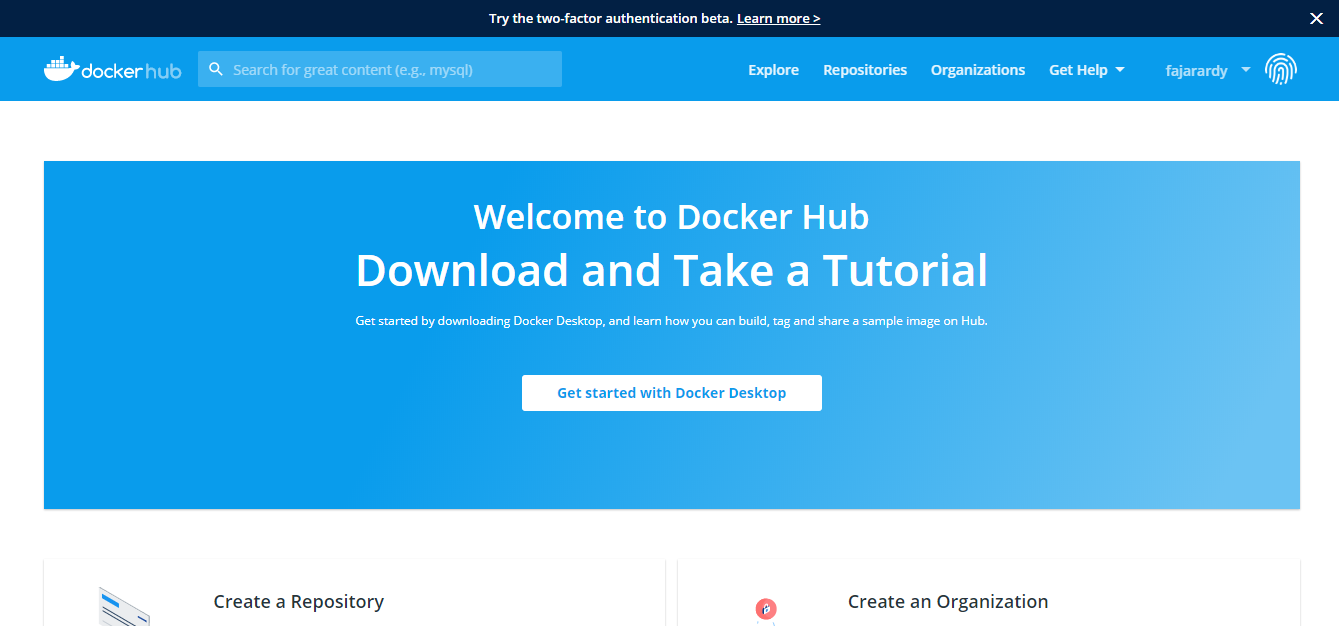 Try the two-factor authentication beta. Learn more >
docker hub
Search for great content (e.g., mysql)
Explore
Repositories
Organizations
Get Help
fajarardy
Welcome to Docker Hub
Download and Take a Tutorial
Get started by downloading Docker Desktop, and learn how you can build, tag and share a sample image on Hub.
Get started with Docker Desktop
Create a Repository
Create an Organization